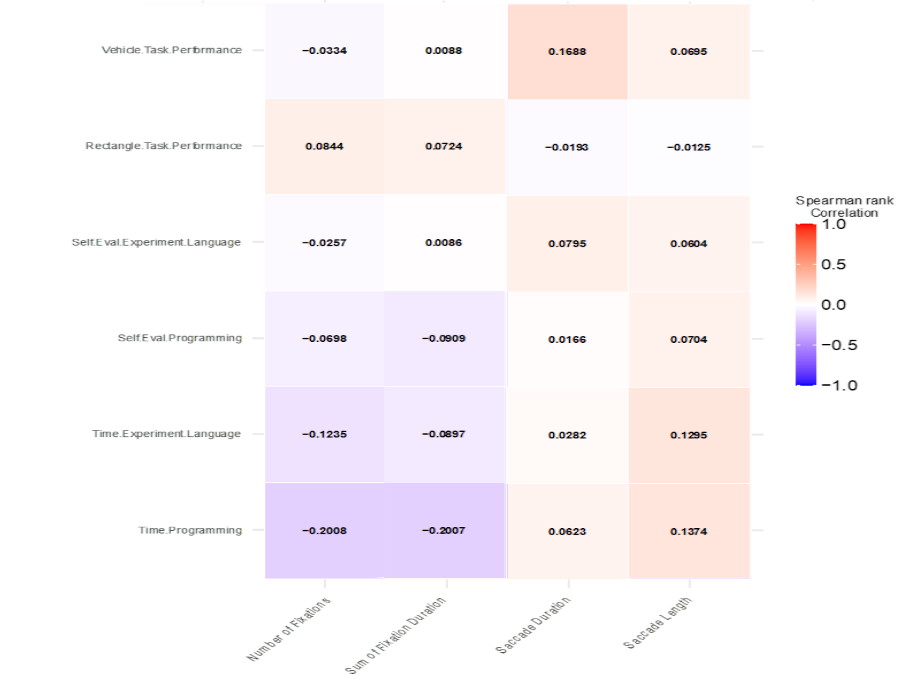 Vehicle.Task.Performance −0.0334 0.0088 0.1688 0.0695
Rectangle.Task.Performance 0.0844 0.0724 −0.0193 −0.0125
Self.Eval.Experiment.Language −0.0257 0.0086 0.0795 0.0604
Self.Eval.Programming −0.0698 −0.0909 0.0166 0.0704
Time.Experiment.Language −0.1235 −0.0897 0.0282 0.1295
Time.Programming −0.2008 −0.2007 0.0623 0.1374
Number of Fixations
Sum of Fixation Duration
Saccade Duration
Saccade Length
Spearman rank
Correlation
1.0
0.5
0.0
−0.5
−1.0